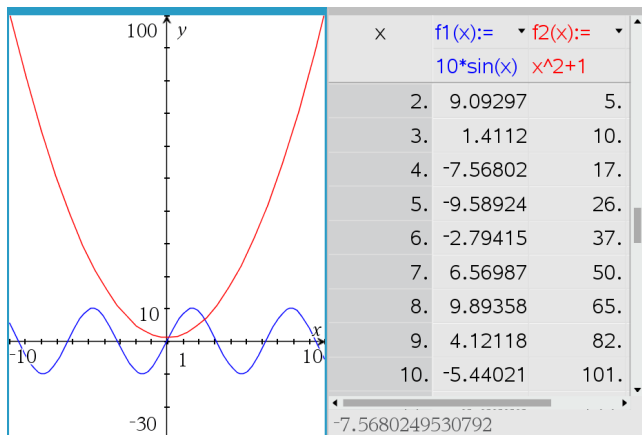 100
y
10
x
-10
1
10
-30
x f1(x):= f2(x):=
10*sin(x) x^2+1
2. 9.09297 5.
3. 1.4112 10.
4. -7.56802 17.
5. -9.58924 26.
6. -2.79415 37.
7. 6.56987 50.
8. 9.89358 65.
9. 4.12118 82.
10. -5.44021 101.
-7.5680249530792